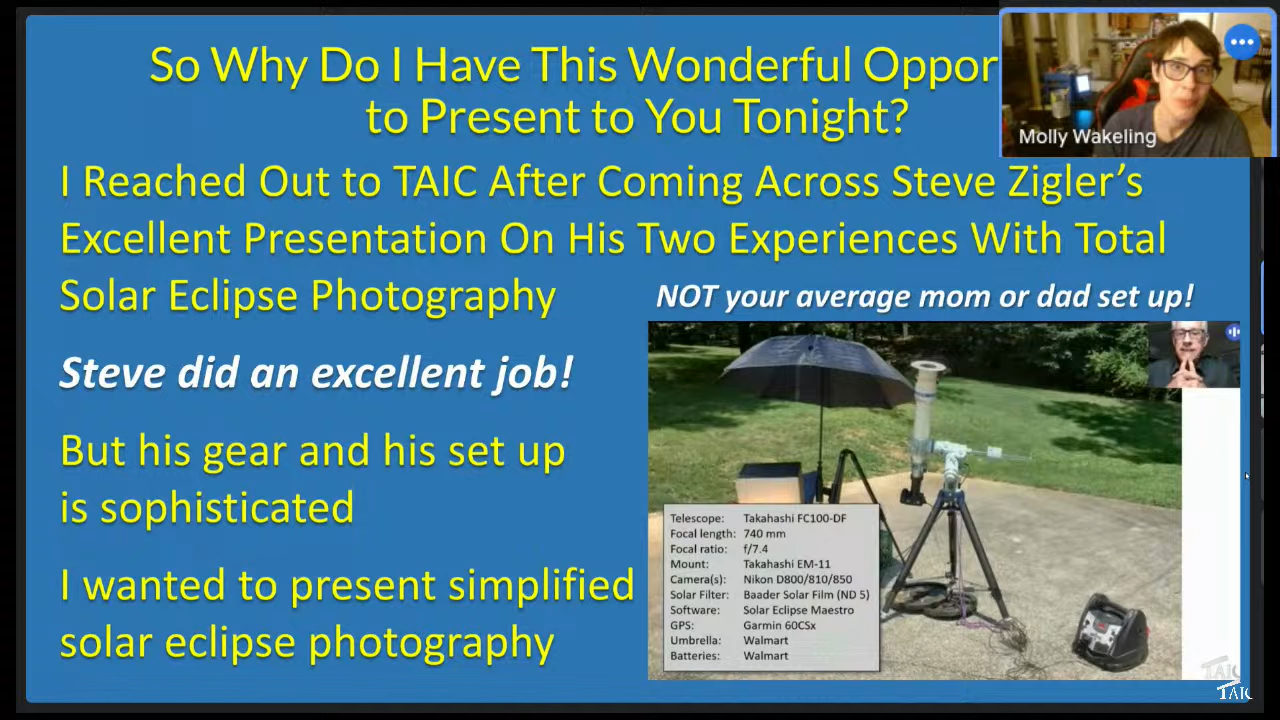 So Why Do I Have This Wonderful Oppor
to Present to You Tonight?
Molly Wakeling
I Reached Out to TAIC After Coming Across Steve Zigler's
Excellent Presentation On His Two Experiences With Total
Solar Eclipse Photography
NOT your average mom or dad set up!
Steve did an excellent job!
But his gear and his set up
is sophisticated
I wanted to present simplified
solar eclipse photography
Telescope: Takahashi FC100-DF
Focal length: 740 mm
Focal ratio: f/7.4
Mount: Takahashi EM-11
Camera(s): Nikon D800/810/850
Solar Filter: Baader Solar Film (ND 5)
Software: Solar Eclipse Maestro
GPS: Garmin 60CSx
Umbrella: Walmart
Batteries: Walmart
TAIC
TAIC